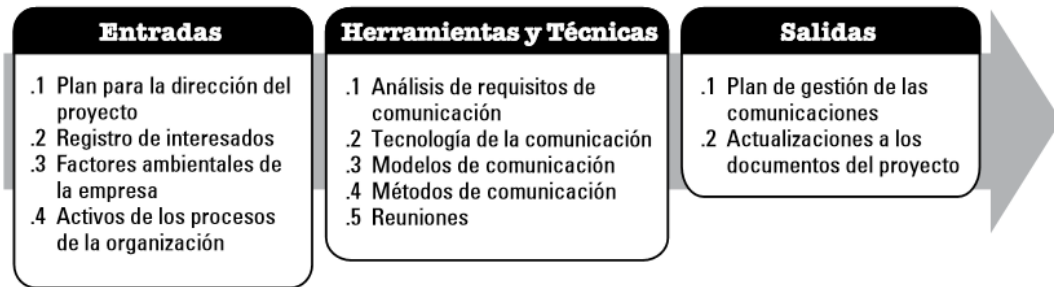 Entradas
.1 Plan para la dirección del
proyecto
.2 Registro de interesados
.3 Factores ambientales de
la empresa
.4 Activos de los procesos
de la organización
Herramientas y Técnicas
.1 Análisis de requisitos de
comunicación
.2 Tecnología de la comunicación
.3 Modelos de comunicación
.4 Métodos de comunicación
.5 Reuniones
Salidas
.1 Plan de gestión de las
comunicaciones
.2 Actualizaciones a los
documentos del proyecto